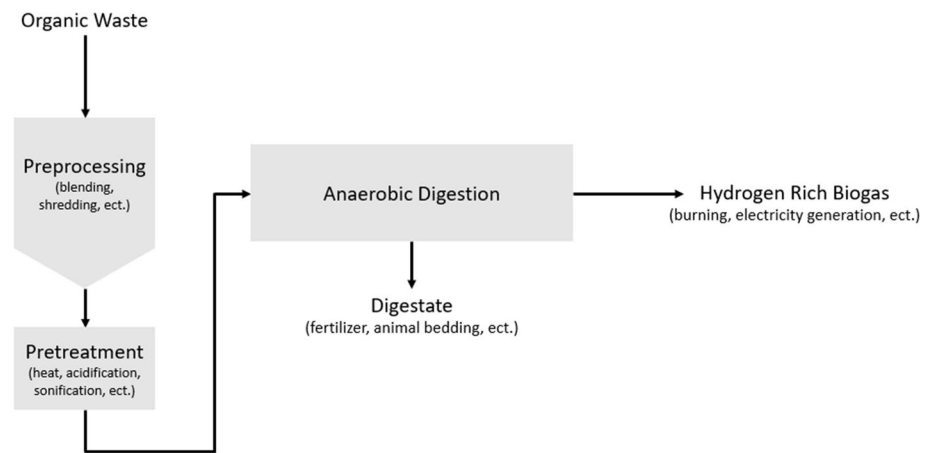 Organic Waste
Preprocessing
(blending,
shredding, ect.)
Pretreatment
(heat, acidification,
sonification, ect.)
Anaerobic Digestion
Digestate
(fertilizer, animal bedding, ect.)
Hydrogen Rich Biogas
(burning, electricity generation, ect.)